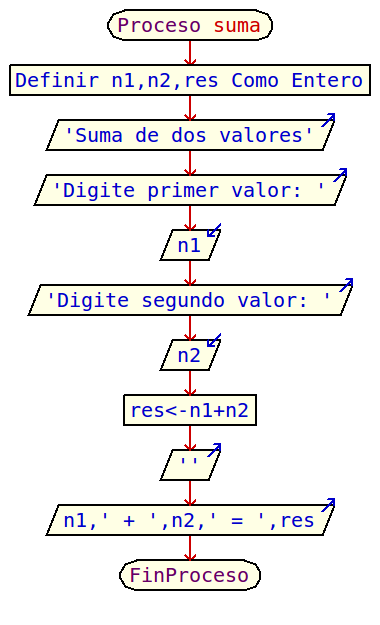 Proceso suma
Definir n1,n2,res Como Entero
'Suma de dos valores'
'Digite primer valor: '
n1
'Digite segundo valor: '
n2
res<-n1+n2
''
n1,' + ',n2,' = ',res
FinProceso